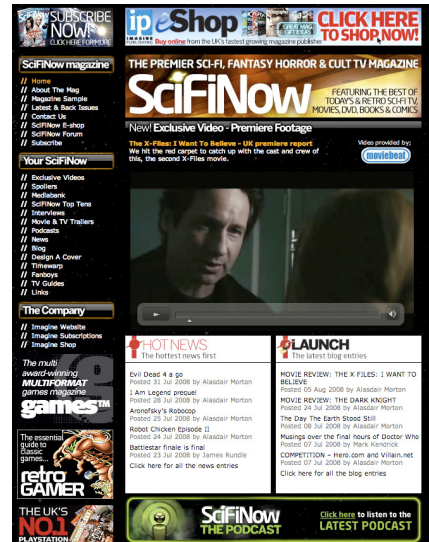 SciFiNow
SUBSCRIBE
NOW!
CLICK HERE FOR MORE
ip eShop
IMAGINE
PUBLISHING
Buy online from the UK's fastest growing magazine publisher
GREAT MAG
GIFT IDEAS!
CLICK HERE
TO SHOP NOW!
SciFiNow magazine
// Home
// About The Mag
// Magazine Sample
// Latest & Back Issues
// Contact Us
// SciFiNow E-shop
// SciFiNow Forum
// Subscribe
Your SciFiNow
// Exclusive Videos
// Spoilers
// Mediabank
// SciFiNow Top Tens
// Interviews
// Movie & TV Trailers
// Podcasts
// News
// Blog
// Design A Cover
// Timewarp
// Fanboys
// TV Guides
// Links
The Company
// Imagine Website
// Imagine Subscriptions
// Imagine Shop
The multi
award-winning
MULTIFORMAT
games magazine
gamesTM
The essential
guide to
classic
games...
retro
GAMER
THE UK'S
NO.1
PLAYSTATION
THE PREMIER SCI-FI, FANTASY HORROR & CULT TV MAGAZINE
SciFiNow
FEATURING THE BEST OF
TODAY'S & RETRO SCI-FI TV,
MOVIES, DVD, BOOKS & COMICS
New! Exclusive Video - Premiere Footage
The X-Files: I Want To Believe - UK premiere report
We hit the red carpet to catch up with the cast and crew of
this, the second X-Files movie.
Video provided by;
moviebeat
HOT NEWS
The hottest news first
Evil Dead 4 a go
Posted 31 Jul 2008 by Alasdair Morton
I Am Legend prequel
Posted 28 Jul 2008 by Alasdair Morton
Aronofsky's Robocop
Posted 25 Jul 2008 by Alasdair Morton
Robot Chicken Episode II
Posted 24 Jul 2008 by Alasdair Morton
Battlestar finale is final
Posted 23 Jul 2008 by James Rundle
Click here for all the news entries
LAUNCH
The latest blog entries
MOVIE REVIEW: THE X FILES: I WANT TO
BELIEVE
Posted 05 Aug 2008 by Alasdair Morton
MOVIE REVIEW: THE DARK KNIGHT
Posted 24 Jul 2008 by Alasdair Morton
The Day The Earth Stood Still
Posted 08 Jul 2008 by Alasdair Morton
Musings over the final hours of Doctor Who
Posted 07 Jul 2008 by Mark Kendrick
COMPETITION - Hero.com and Villain.net
Posted 07 Jul 2008 by Alasdair Morton
Click here for all the blog entries
SciFiNow
THE PODCAST
Click here to listen to the
LATEST PODCAST